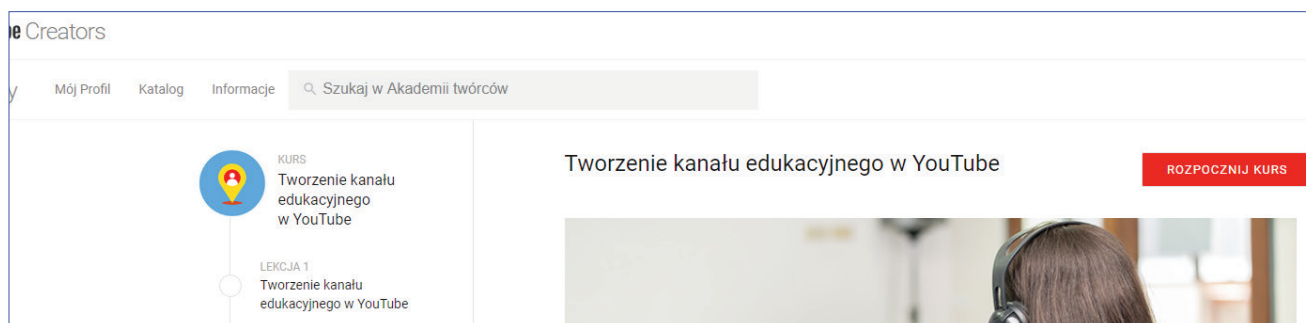 Creators
Mój Profil Katalog Informacje Szukaj w Akademii twórców
KURS
Tworzenie kanału
edukacyjnego
w YouTube
LEKCJA 1
Tworzenie kanału
edukacyjnego w YouTube
Tworzenie kanału edukacyjnego w YouTube
ROZPOCZNIJ KURS